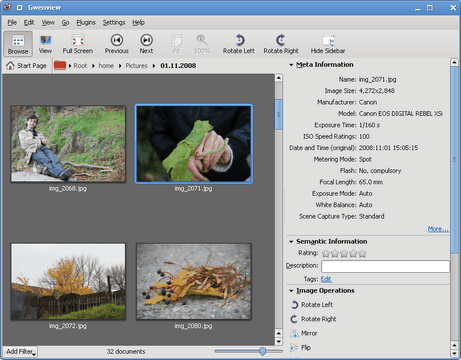 Gwenview
File Edit View Go Plugins Settings Help
Browse View Full Screen Previous Next Fit 100% Rotate Left Rotate Right Hide Sidebar
Start Page Root home Pictures 01.11.2008
img_2068.jpg img_2071.jpg
img_2072.jpg img_2080.jpg
Add Filter 32 documents
Meta Information
Name: img_2071.jpg
Image Size: 4,272x2,848
Manufacturer: Canon
Model: Canon EOS DIGITAL REBEL XSi
Exposure Time: 1/160 s
ISO Speed Ratings: 100
Date and Time (original): 2008:11:01 15:05:15
Metering Mode: Spot
Flash: No, compulsory
Focal Length: 65.0 mm
Exposure Mode: Auto
White Balance: Auto
Scene Capture Type: Standard
More...
Semantic Information
Rating:
Description:
Tags: Edit
Image Operations
Rotate Left
Rotate Right
Mirror
Flip